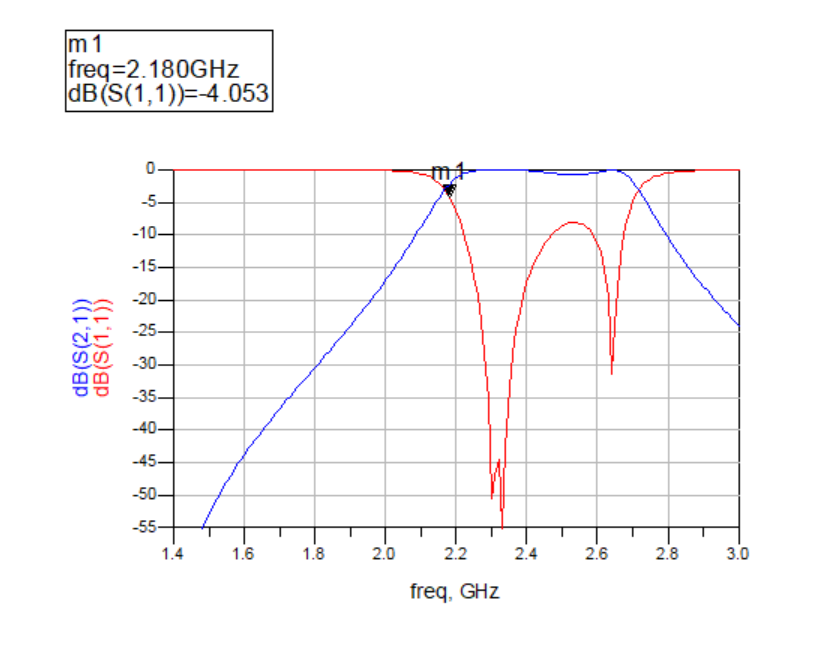 m1
freq=2.180GHz
dB(S(1,1))=-4.053
m1
0
-5
-10
-15
-20
-25
-30
-35
-40
-45
-50
-55
dB(S(2,1))
dB(S(1,1))
1.4 1.6 1.8 2.0 2.2 2.4 2.6 2.8 3.0
freq, GHz